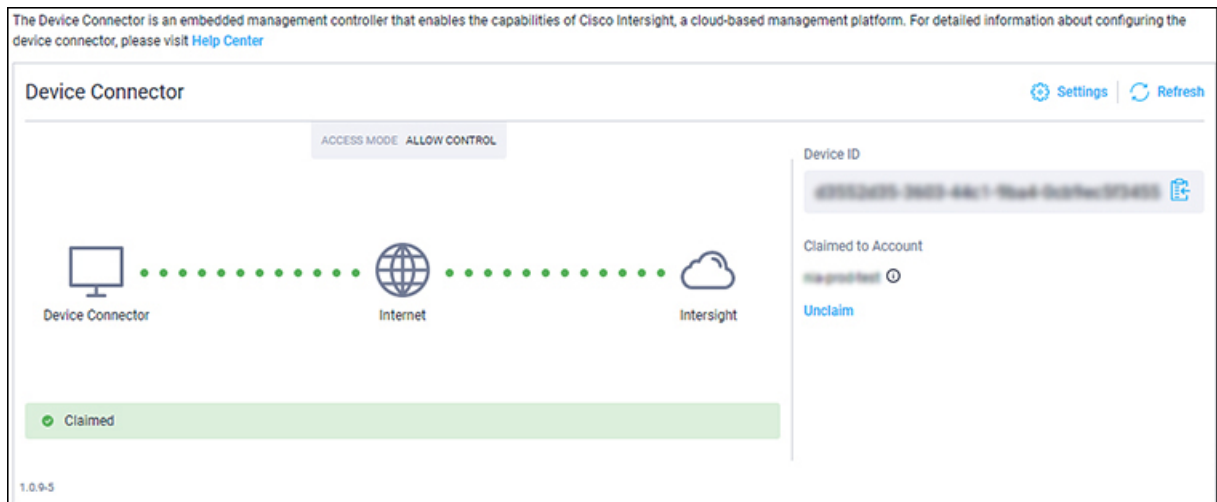 The Device Connector is an embedded management controller that enables the capabilities of Cisco Intersight, a cloud-based management platform. For detailed information about configuring the
device connector, please visit Help Center
Device Connector
Settings
Refresh
ACCESS MODE ALLOW CONTROL
Device ID
Claimed to Account
Unclaim
Device Connector
Internet
Intersight
Claimed
1.0.9-5